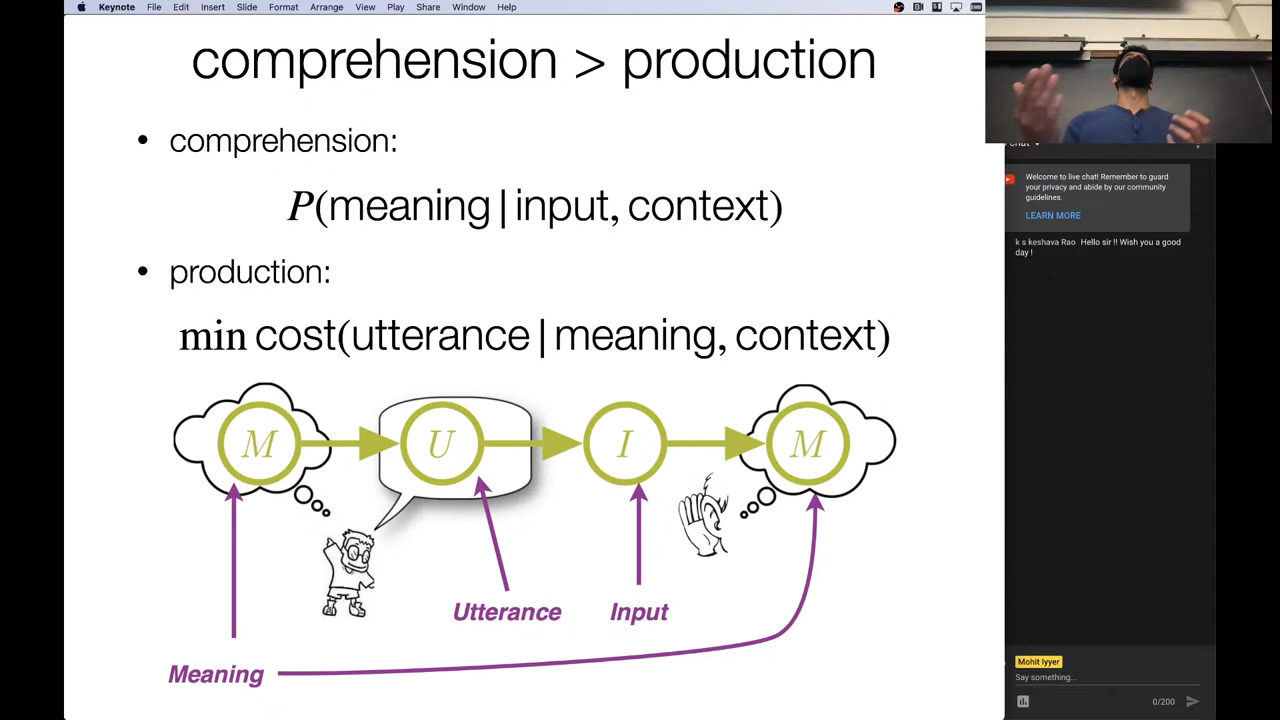 Keynote File Edit Insert Slide Format Arrange View Play Share Window Help
comprehension > production
• comprehension:
P(meaning | input, context)
• production:
min cost(utterance | meaning, context)
M U I M
Utterance Input
Meaning
Welcome to live chat! Remember to guard
your privacy and abide by our community
guidelines.
LEARN MORE
k s keshava Rao Hello sir !! Wish you a good
day !
Mohit Iyyer
Say something...
0/200